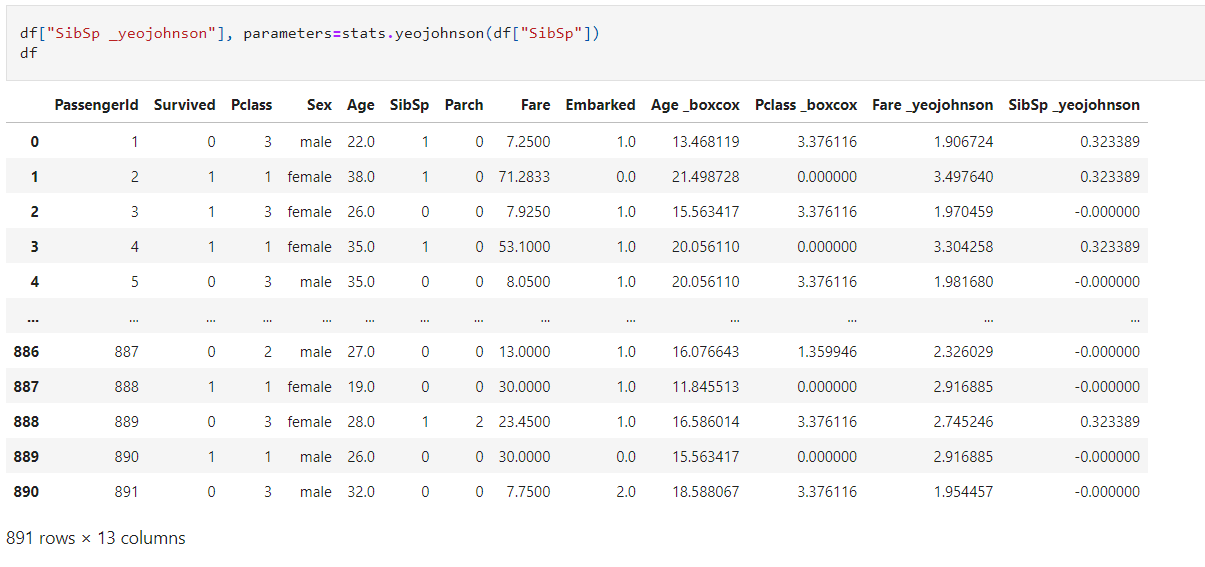 df["SibSp _yeojohnson"], parameters=stats.yeojohnson(df["SibSp"])
df
PassengerId Survived Pclass Sex Age SibSp Parch Fare Embarked Age _boxcox Pclass _boxcox Fare _yeojohnson SibSp _yeojohnson
0 1 0 3 male 22.0 1 0 7.2500 1.0 13.468119 3.376116 1.906724 0.323389
1 2 1 1 female 38.0 1 0 71.2833 0.0 21.498728 0.000000 3.497640 0.323389
2 3 1 3 female 26.0 0 0 7.9250 1.0 15.563417 3.376116 1.970459 -0.000000
3 4 1 1 female 35.0 1 0 53.1000 1.0 20.056110 0.000000 3.304258 0.323389
4 5 0 3 male 35.0 0 0 8.0500 1.0 20.056110 3.376116 1.981680 -0.000000
... ... ... ... ... ... ... ... ... ... ... ... ... ...
886 887 0 2 male 27.0 0 0 13.0000 1.0 16.076643 1.359946 2.326029 -0.000000
887 888 1 1 female 19.0 0 0 30.0000 1.0 11.845513 0.000000 2.916885 -0.000000
888 889 0 3 female 28.0 1 2 23.4500 1.0 16.586014 3.376116 2.745246 0.323389
889 890 1 1 male 26.0 0 0 30.0000 0.0 15.563417 0.000000 2.916885 -0.000000
890 891 0 3 male 32.0 0 0 7.7500 2.0 18.588067 3.376116 1.954457 -0.000000
891 rows × 13 columns